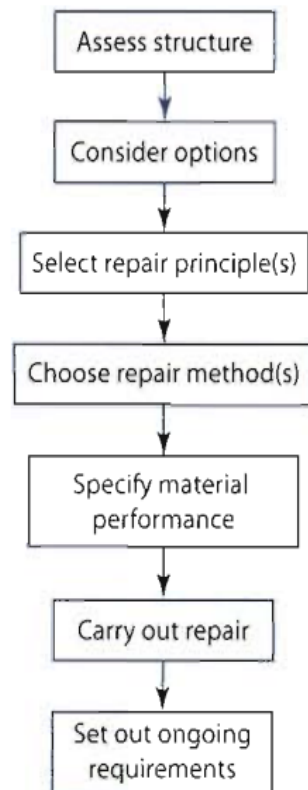 Assess structure
Consider options
Select repair principle(s)
Choose repair method(s)
Specify material
performance
Carry out repair
Set out ongoing
requirements